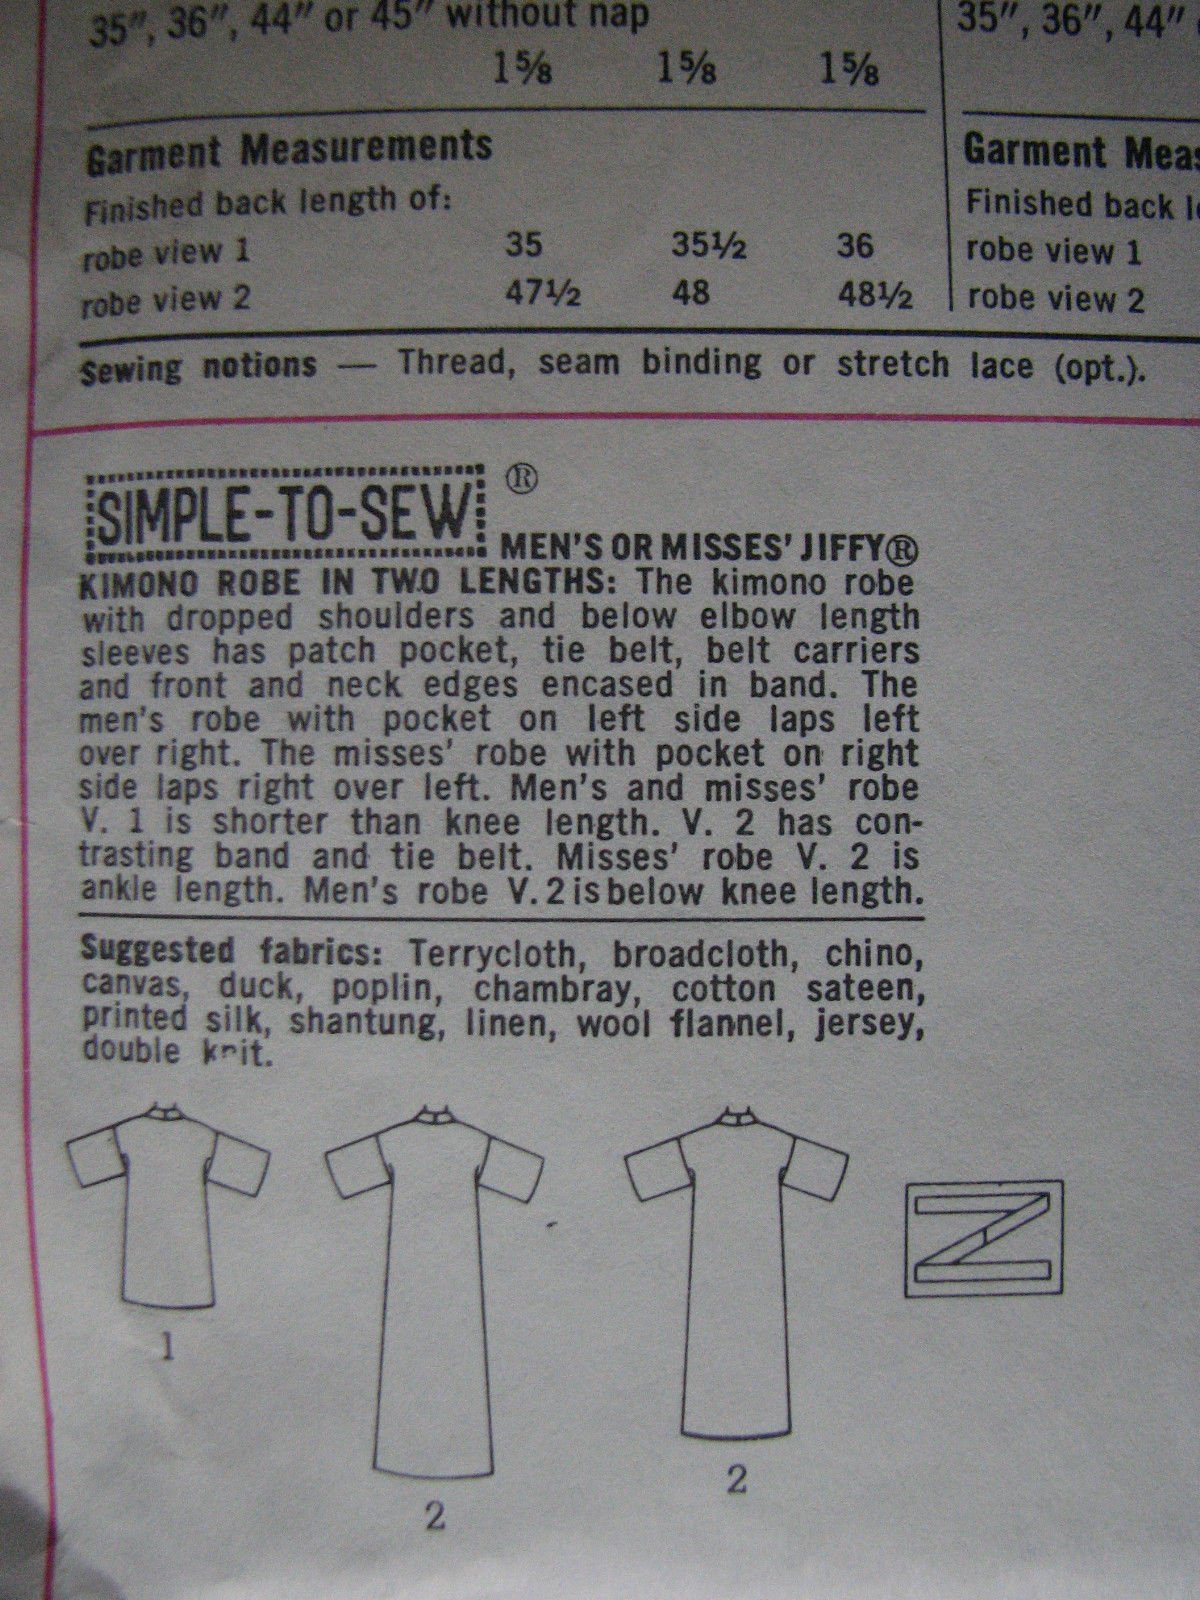 35", 36", 44" or 45" without nap
1⅝ 1⅝ 1⅝
Garment Measurements
Finished back length of:
robe view 1 35 35½ 36
robe view 2 47½ 48 48½
35", 36", 44"
Garment Meas
Finished back l
robe view 1
robe view 2
Sewing notions — Thread, seam binding or stretch lace (opt.).
SIMPLE-TO-SEW ®
MEN'S OR MISSES' JIFFY®
KIMONO ROBE IN TWO LENGTHS: The kimono robe
with dropped shoulders and below elbow length
sleeves has patch pocket, tie belt, belt carriers
and front and neck edges encased in band. The
men's robe with pocket on left side laps left
over right. The misses' robe with pocket on right
side laps right over left. Men's and misses' robe
V. 1 is shorter than knee length. V. 2 has con-
trasting band and tie belt. Misses' robe V. 2 is
ankle length. Men's robe V. 2 is below knee length.
Suggested fabrics: Terrycloth, broadcloth, chino,
canvas, duck, poplin, chambray, cotton sateen,
printed silk, shantung, linen, wool flannel, jersey,
double knit.
1
2
2